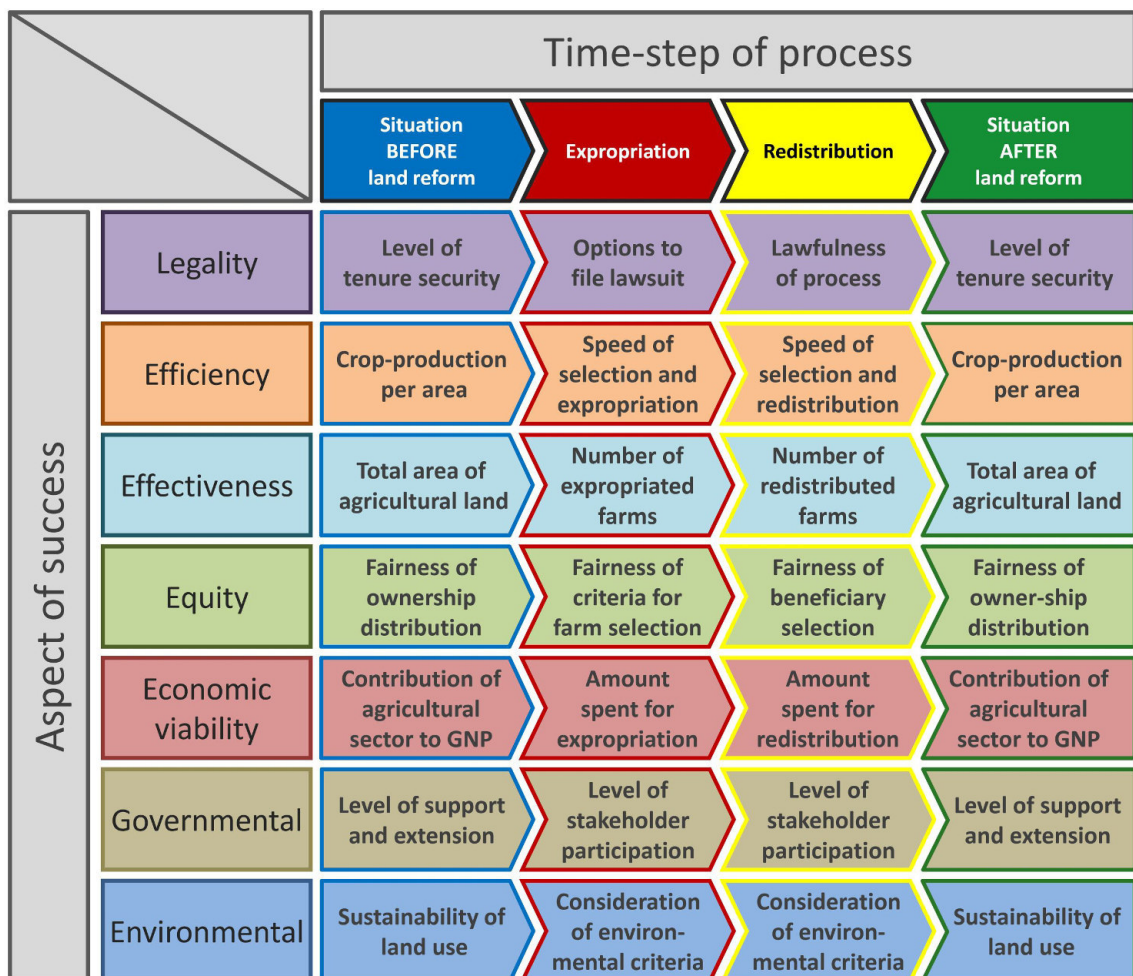 Time-step of process
Situation
BEFORE
land reform
Expropriation
Redistribution
Situation
AFTER
land reform
Aspect of success
Legality
Level of
tenure security
Options to
file lawsuit
Lawfulness
of process
Level of
tenure security
Efficiency
Crop-production
per area
Speed of
selection and
expropriation
Speed of
selection and
redistribution
Crop-production
per area
Effectiveness
Total area of
agricultural land
Number of
expropriated
farms
Number of
redistributed
farms
Total area of
agricultural land
Equity
Fairness of
ownership
distribution
Fairness of
criteria for
farm selection
Fairness of
beneficiary
selection
Fairness of
owner-ship
distribution
Economic
viability
Contribution of
agricultural
sector to GNP
Amount
spent for
expropriation
Amount
spent for
redistribution
Contribution of
agricultural
sector to GNP
Governmental
Level of support
and extension
Level of
stakeholder
participation
Level of
stakeholder
participation
Level of support
and extension
Environmental
Sustainability of
land use
Consideration
of environ-
mental criteria
Consideration
of environ-
mental criteria
Sustainability of
land use